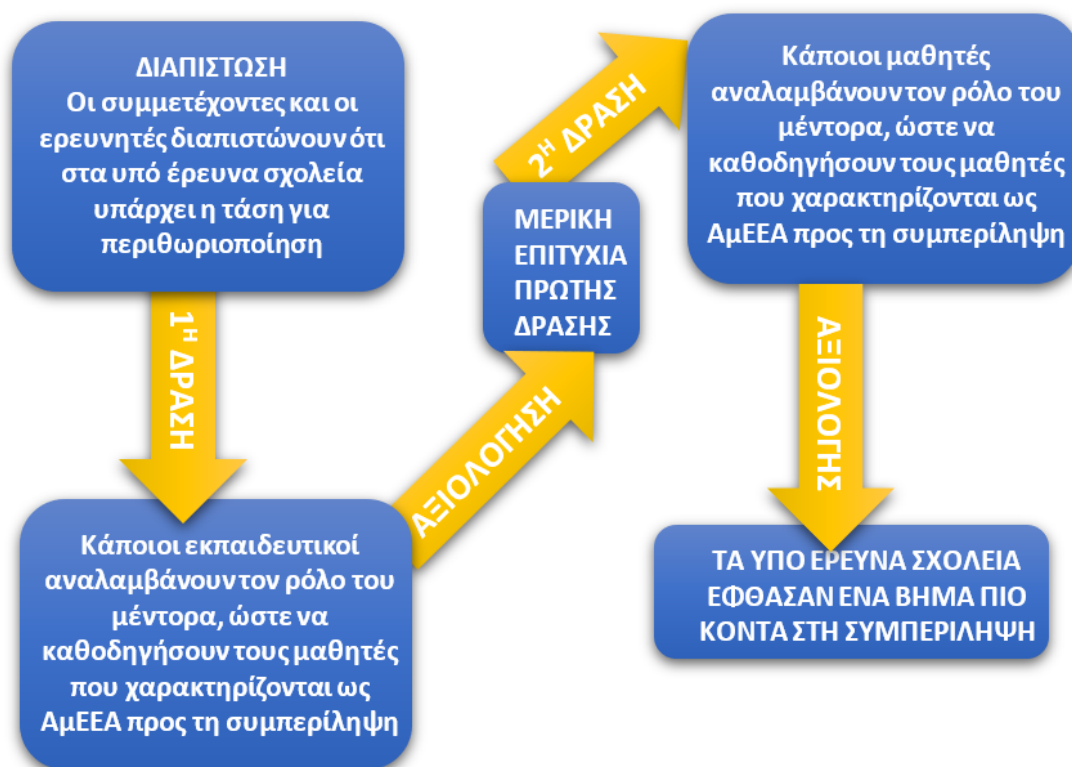 ΔΙΑΠΙΣΤΩΣΗ
Οι συμμετέχοντες και οι
ερευνητές διαπιστώνουν ότι
στα υπό έρευνα σχολεία
υπάρχει η τάση για
περιθωριοποίηση
1Η ΔΡΑΣΗ
Κάποιοι εκπαιδευτικοί
αναλαμβάνουν τον ρόλο του
μέντορα, ώστε να
καθοδηγήσουν τους μαθητές
που χαρακτηρίζονται ως
ΑμΕΕΑ προς τη συμπερίληψη
ΑΞΙΟΛΟΓΗΣΗ
ΜΕΡΙΚΗ
ΕΠΙΤΥΧΙΑ
ΠΡΩΤΗΣ
ΔΡΑΣΗΣ
2Η ΔΡΑΣΗ
Κάποιοι μαθητές
αναλαμβάνουν τον ρόλο του
μέντορα, ώστε να
καθοδηγήσουν τους μαθητές
που χαρακτηρίζονται ως
ΑμΕΕΑ προς τη συμπερίληψη
ΑΞΙΟΛΟΓΗΣ
ΤΑ ΥΠΟ ΕΡΕΥΝΑ ΣΧΟΛΕΙΑ
ΕΦΘΑΣΑΝ ΕΝΑ ΒΗΜΑ ΠΙΟ
ΚΟΝΤΑ ΣΤΗ ΣΥΜΠΕΡΙΛΗΨΗ